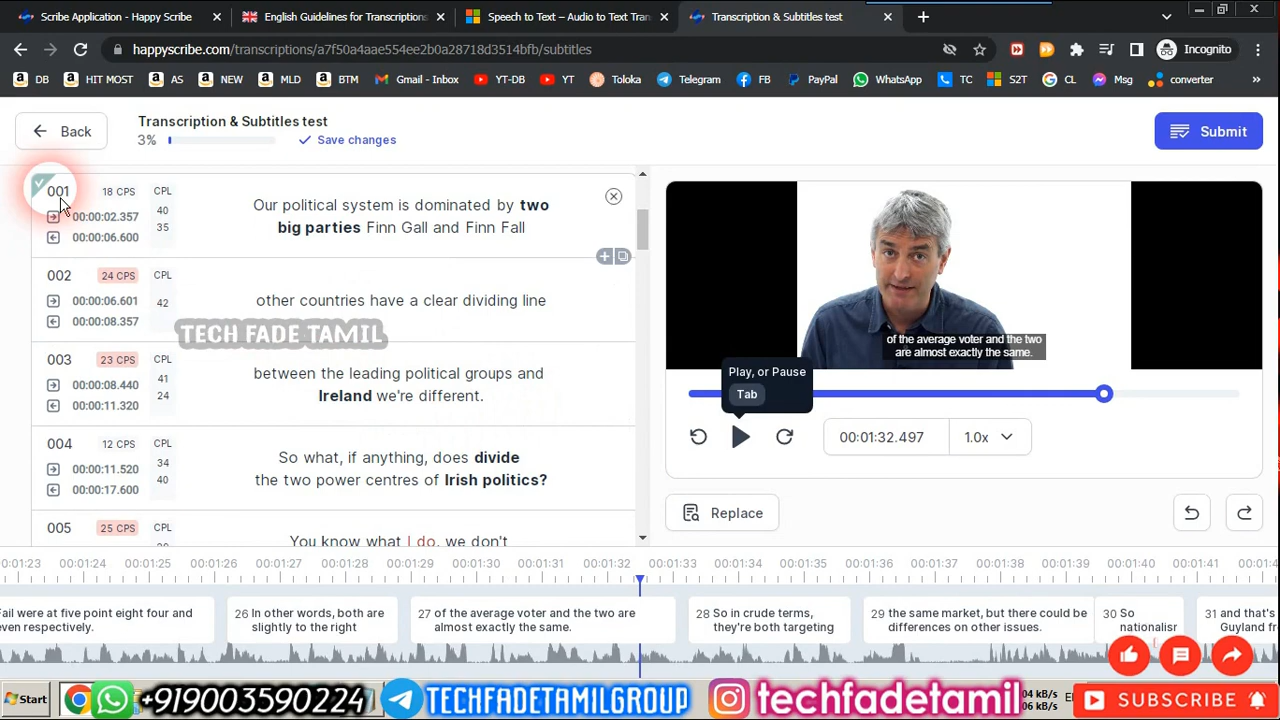 Scribe Application - Happy Scribe
English Guidelines for Transcriptions
Speech to Text – Audio to Text Tran
Transcription & Subtitles test
happyscribe.com/transcriptions/a7f50a4aae554ee2b0a28718d3514bfb/subtitles
Incognito
DB
HIT MOST
AS
NEW
MLD
BTM
Gmail - Inbox
YT-DB
YT
Toloka
Telegram
FB
PayPal
WhatsApp
TC
S2T
CL
Msg
converter
Back
Transcription & Subtitles test
3%
Save changes
Submit
001
18 CPS
CPL
00:00:02.357
00:00:06.600
40
35
Our political system is dominated by two
big parties Finn Gall and Finn Fall
002
24 CPS
CPL
00:00:06.601
00:00:08.357
42
other countries have a clear dividing line
TECH FADE TAMIL
003
23 CPS
CPL
00:00:08.440
00:00:11.320
41
24
between the leading political groups and
Ireland we're different.
004
12 CPS
CPL
00:00:11.520
00:00:17.600
34
40
So what, if anything, does divide
the two power centres of Irish politics?
005
25 CPS
CPL
You know what I do, we don't
of the average voter and the two
are almost exactly the same.
Play, or Pause
Tab
00:01:32.497
1.0x
Replace
00:01:23
00:01:24
00:01:25
00:01:26
00:01:27
00:01:28
00:01:29
00:01:30
00:01:31
00:01:32
00:01:33
00:01:34
00:01:35
00:01:36
00:01:37
00:01:38
00:01:39
00:01:40
00:01:41
00:01:4
Fail were at five point eight four and
even respectively.
26 In other words, both are
slightly to the right
27 of the average voter and the two are
almost exactly the same.
28 So in crude terms,
they're both targeting
29 the same market, but there could be
differences on other issues.
30 So
nationalisr
31 and that's
Guyland fr
Start
+919003590224
TECHFADETAMILGROUP
techfadetamil
04 kB/s
06 kB/s
SUBSCRIBE